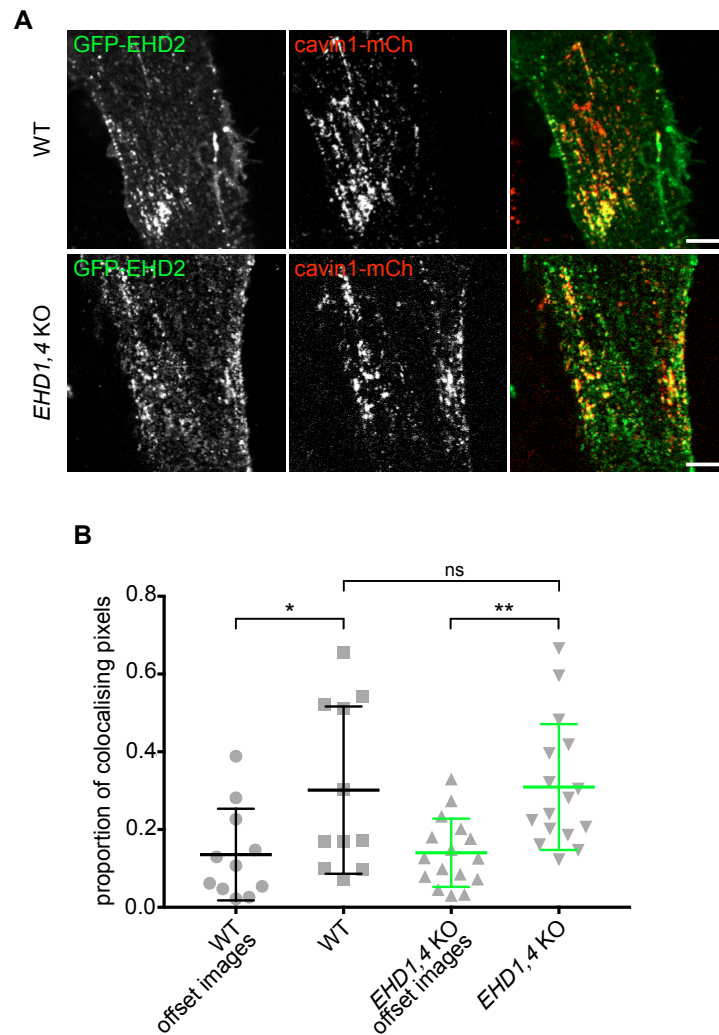 A
GFP-EHD2 cavin1-mCh
WT
GFP-EHD2 cavin1-mCh
EHD1,4 KO
B
ns
* **
0.8
0.6
0.4
0.2
0.0
proportion of colocalising pixels
WT
offset images
WT
EHD1,4 KO
offset images
EHD1,4 KO